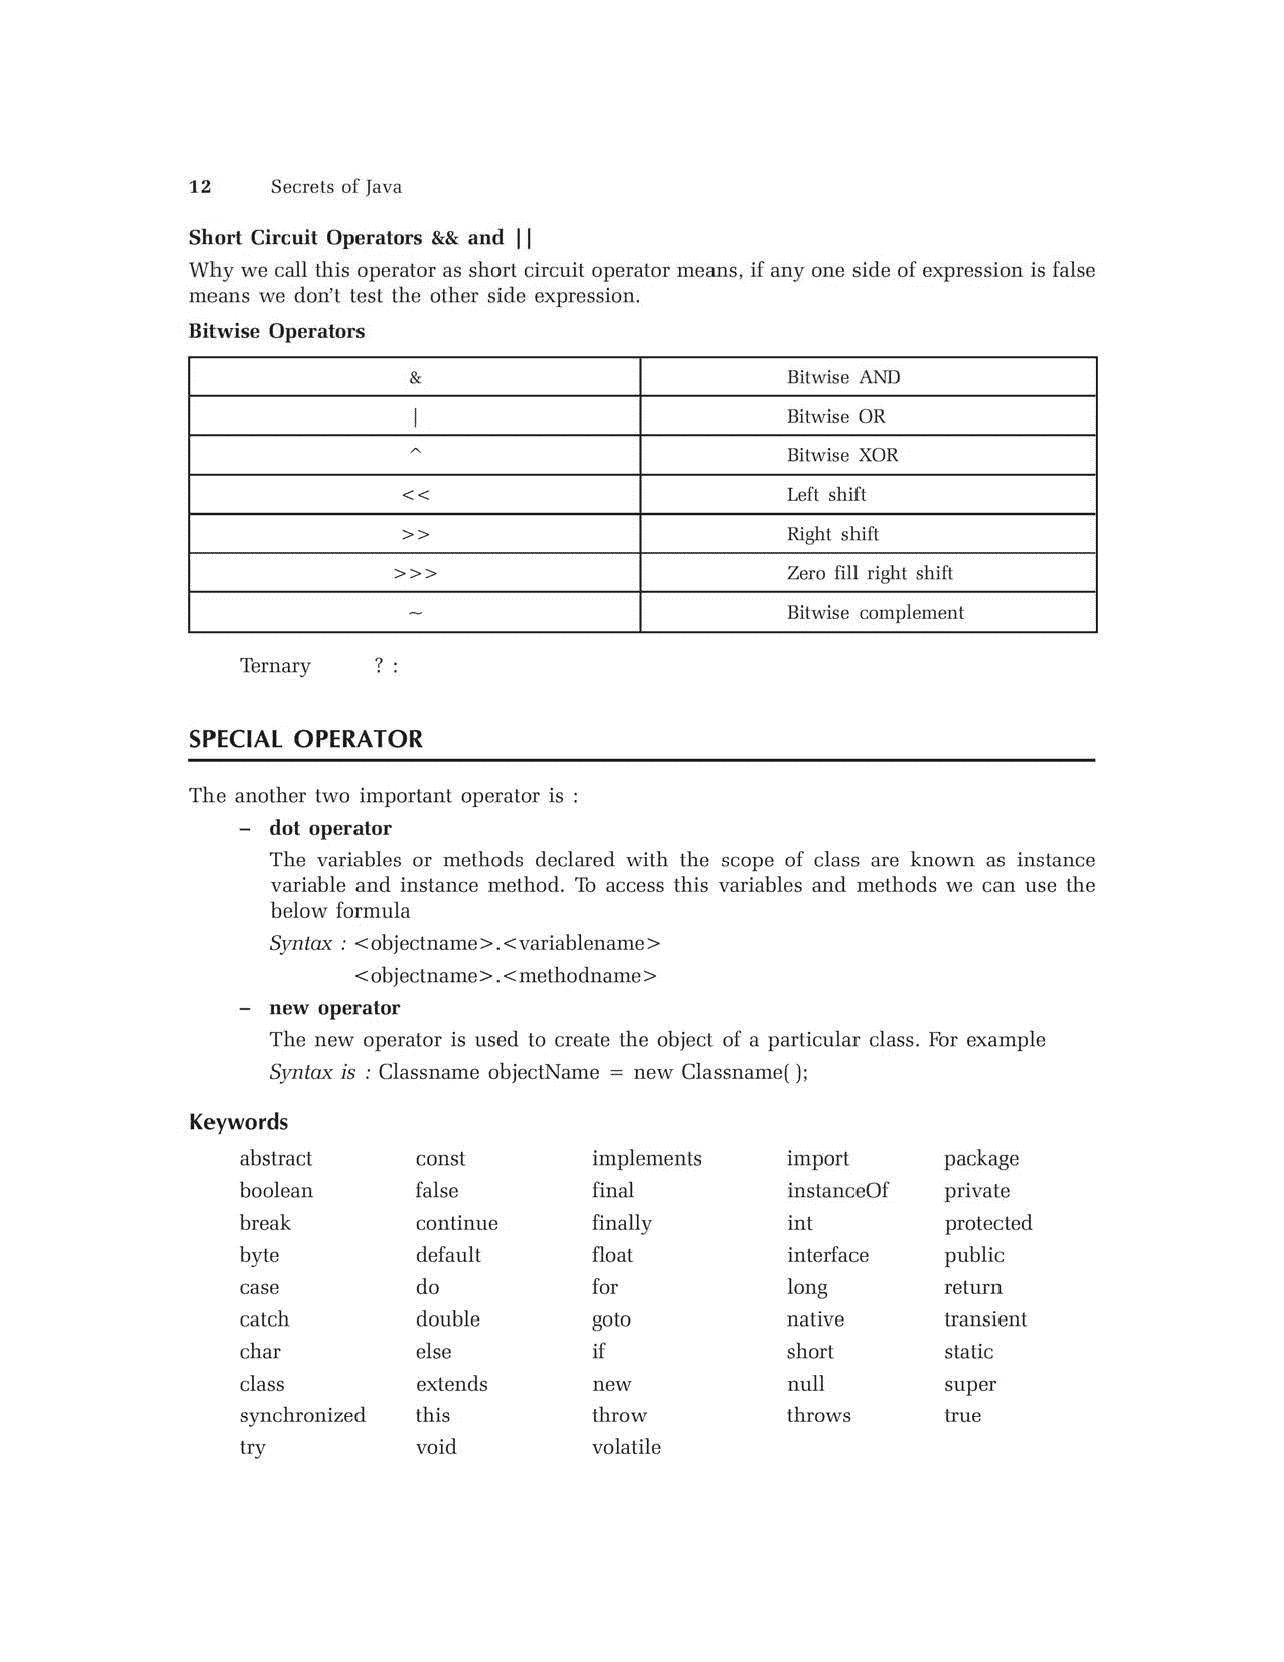 12 Secrets of Java
Short Circuit Operators && and ||
Why we call this operator as short circuit operator means, if any one side of expression is false
means we don't test the other side expression.
Bitwise Operators
& Bitwise AND
| Bitwise OR
^ Bitwise XOR
<< Left shift
>> Right shift
>>> Zero fill right shift
~ Bitwise complement
Ternary ? :
SPECIAL OPERATOR
The another two important operator is :
– dot operator
The variables or methods declared with the scope of class are known as instance
variable and instance method. To access this variables and methods we can use the
below formula
Syntax : <objectname>.<variablename>
<objectname>.<methodname>
– new operator
The new operator is used to create the object of a particular class. For example
Syntax is : Classname objectName = new Classname( );
Keywords
abstract const implements import package
boolean false final instanceOf private
break continue finally int protected
byte default float interface public
case do for long return
catch double goto native transient
char else if short static
class extends new null super
synchronized this throw throws true
try void volatile